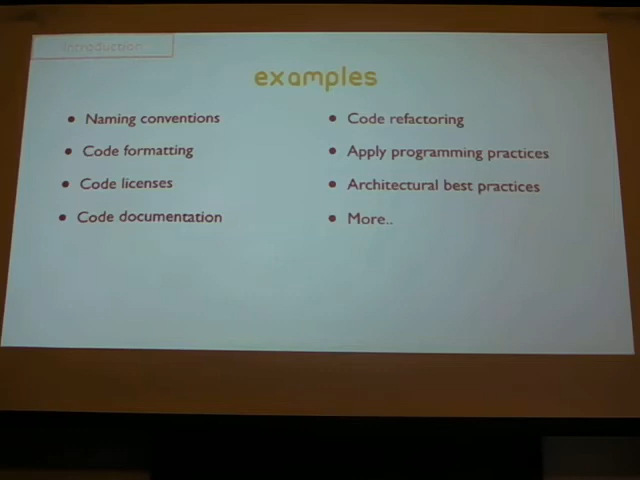 Introduction
examples
• Naming conventions
• Code formatting
• Code licenses
• Code documentation
• Code refactoring
• Apply programming practices
• Architectural best practices
• More..